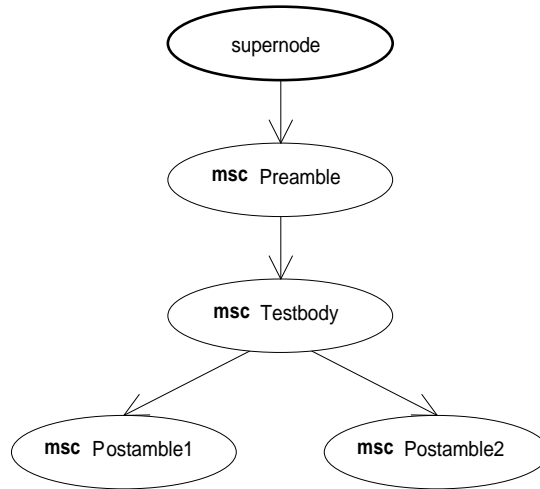 supernode
msc Preamble
msc Testbody
msc Postamble1
msc Postamble2